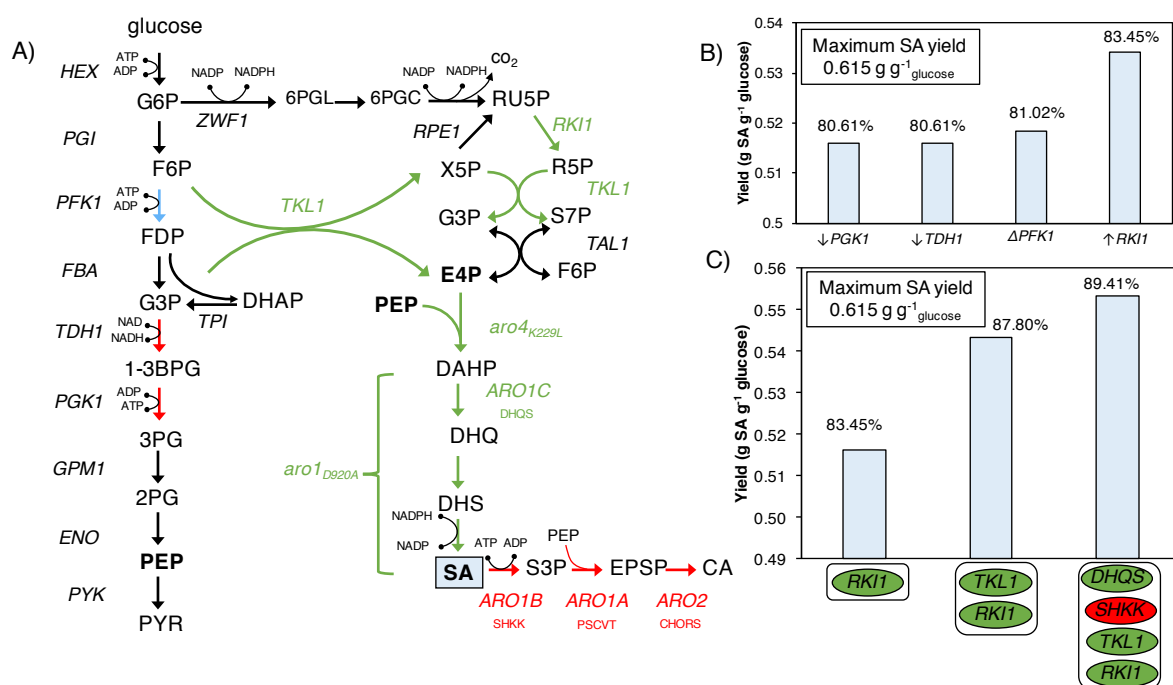 A)
glucose
HEX
ATP
ADP
G6P
NADP
NADPH
ZWF1
6PGL
6PGC
NADP
NADPH
CO2
RU5P
PGI
RPE1
RKI1
F6P
X5P
R5P
PFK1
ATP
ADP
TKL1
TKL1
FDP
G3P
S7P
FBA
TAL1
G3P
DHAP
TPI
E4P
F6P
PEP
TDH1
NAD
NADH
aro4K229L
1-3BPG
DAHP
PGK1
ADP
ATP
ARO1C
DHQS
3PG
DHQ
GPM1
aro1D920A
2PG
DHS
NADPH
ENO
NADP
PEP
SA
ATP ADP
S3P
PEP
EPSP
CA
PYK
ARO1B
ARO1A
ARO2
SHKK
PSCVT
CHORS
PYR
B)
Yield (g SA g-1 glucose)
0.54
0.53
0.52
0.51
0.5
Maximum SA yield
0.615 g g-1glucose
80.61%
80.61%
81.02%
83.45%
↓PGK1
↓TDH1
ΔPFK1
↑RKI1
C)
Yield (g SA g-1 glucose)
0.56
0.55
0.54
0.53
0.52
0.51
0.50
0.49
Maximum SA yield
0.615 g g-1glucose
83.45%
87.80%
89.41%
RKI1
TKL1
RKI1
DHQS
SHKK
TKL1
RKI1